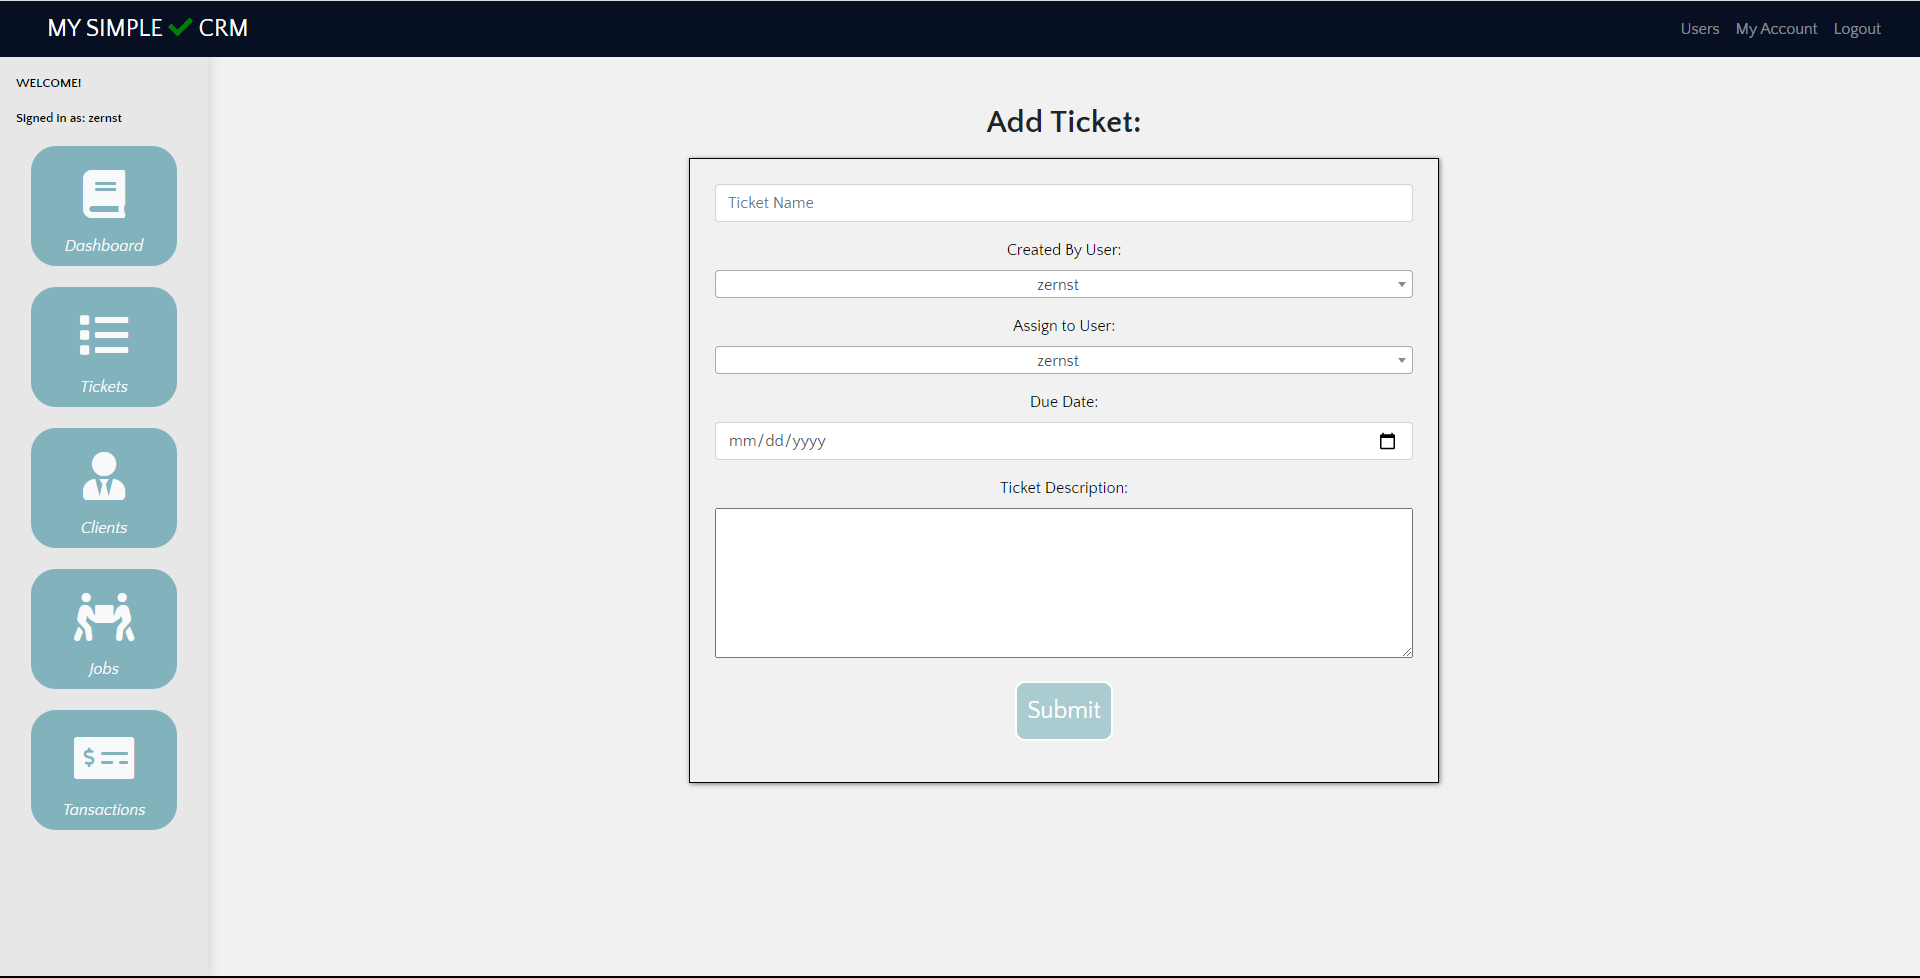 MY SIMPLE CRM
Users My Account Logout
WELCOME!
Signed in as: zernst
Dashboard
Tickets
Clients
Jobs
$
Tansactions
Add Ticket:
Ticket Name
Created By User:
zernst
Assign to User:
zernst
Due Date:
mm/dd/yyyy
Ticket Description:
Submit